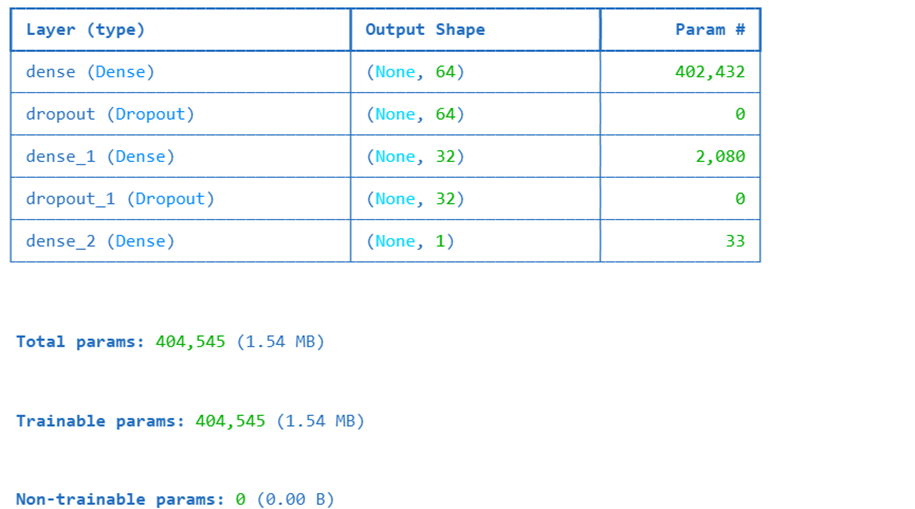 Layer (type) Output Shape Param #
dense (Dense) (None, 64) 402,432
dropout (Dropout) (None, 64) 0
dense_1 (Dense) (None, 32) 2,080
dropout_1 (Dropout) (None, 32) 0
dense_2 (Dense) (None, 1) 33
Total params: 404,545 (1.54 MB)
Trainable params: 404,545 (1.54 MB)
Non-trainable params: 0 (0.00 B)